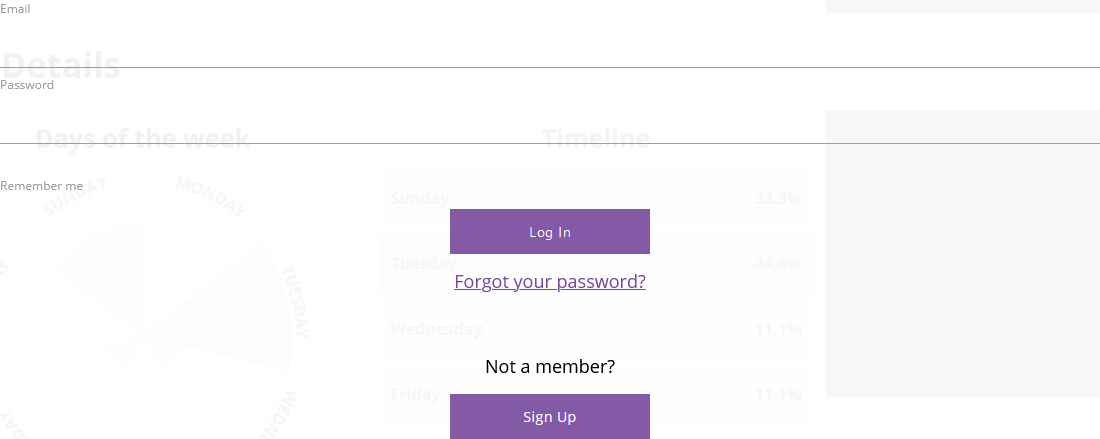 Email
Details
Password
Days of the week
Timeline
Remember me
SUNDAY
MONDAY
TUESDAY
Sunday 33.3%
Log In
Tuesday 44.4%
Forgot your password?
Wednesday 11.1%
Not a member?
Friday 11.1%
Sign Up